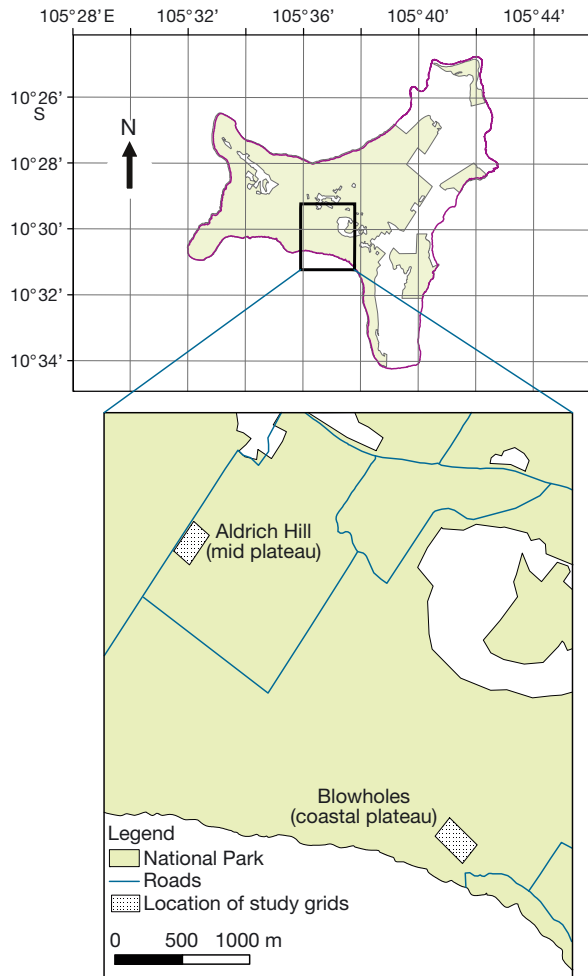 105°28’ E 105°32’ 105°36’ 105°40’ 105°44’
10°26’
S
N
10°28’
10°30’
10°32’
10°34’
Aldrich Hill
(mid plateau)
Blowholes
(coastal plateau)
Legend
National Park
Roads
Location of study grids
0 500 1000 m